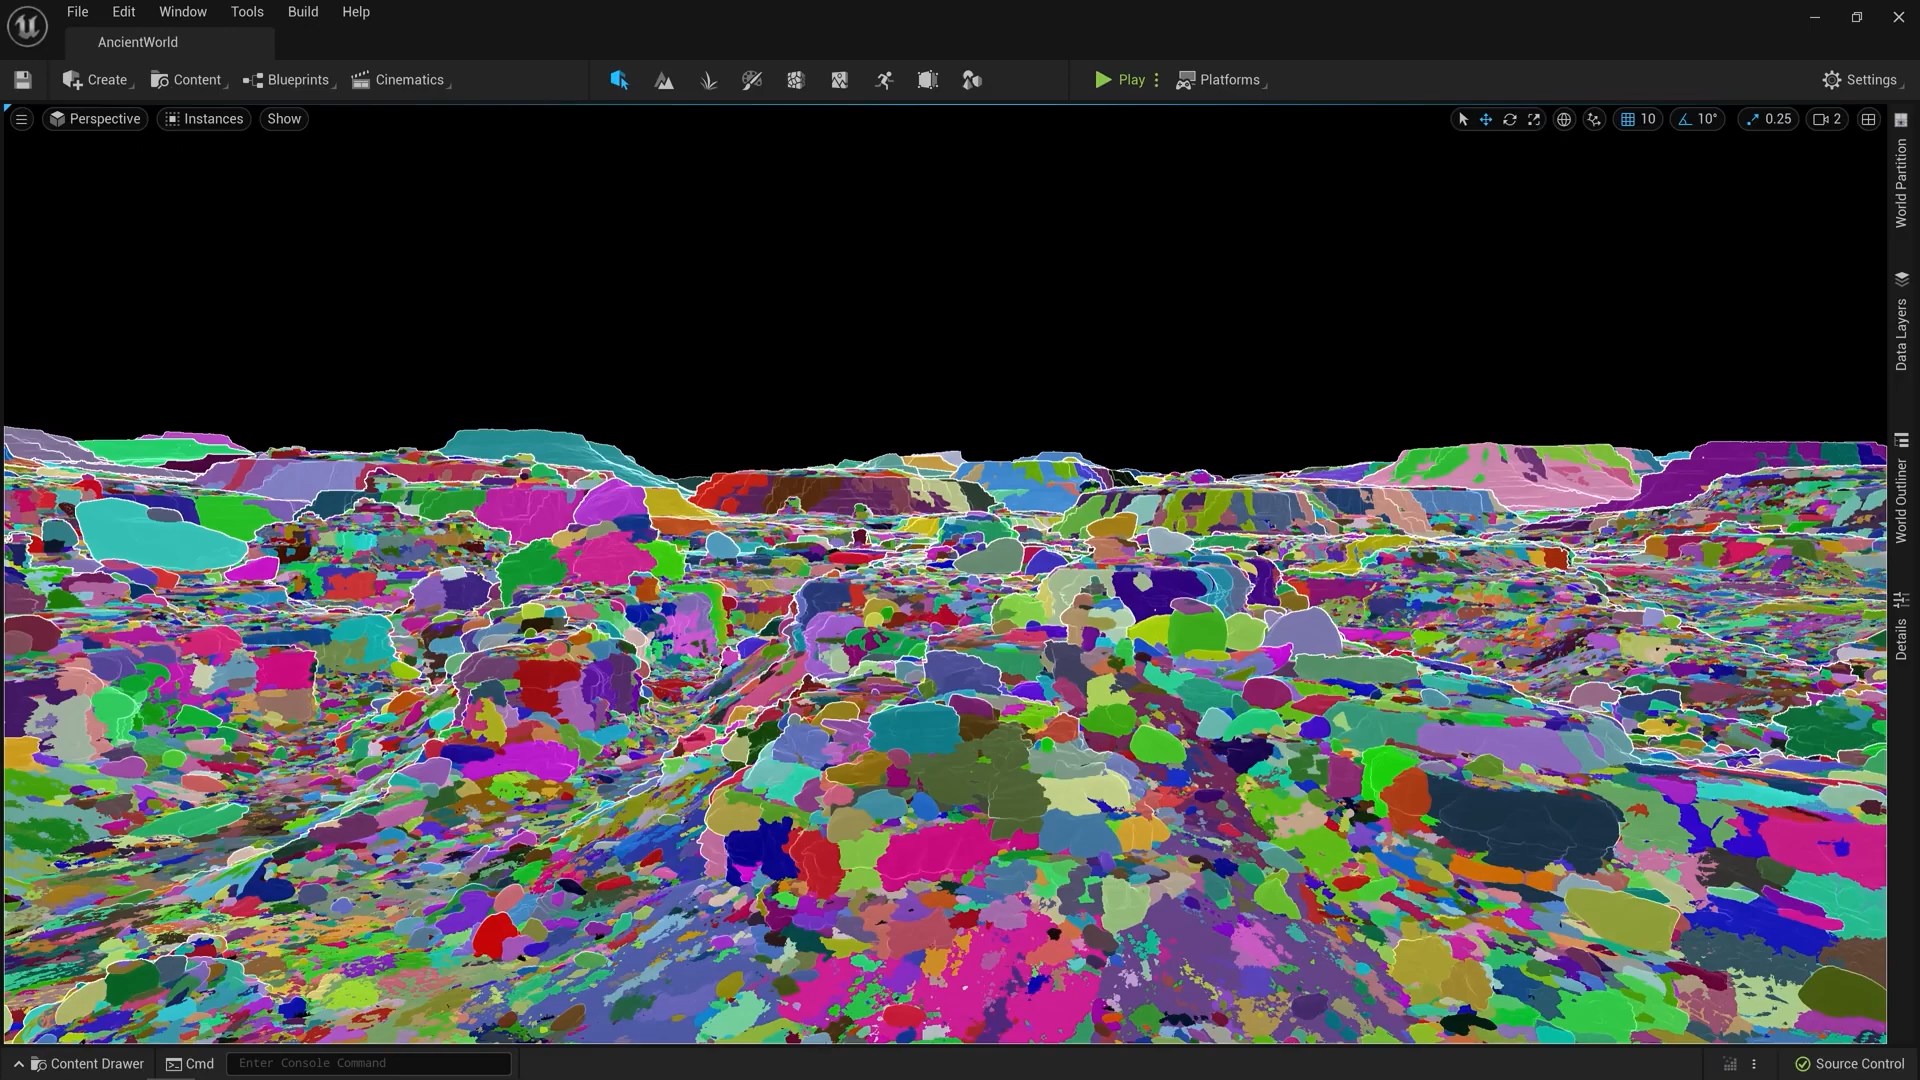 File Edit Window Tools Build Help
AncientWorld
Create Content Blueprints Cinematics Play Platforms Settings
Perspective Instances Show 10 10° 0.25 2
World Partition
Data Layers
World Outliner
Details
Content Drawer Cmd Enter Console Command Source Control